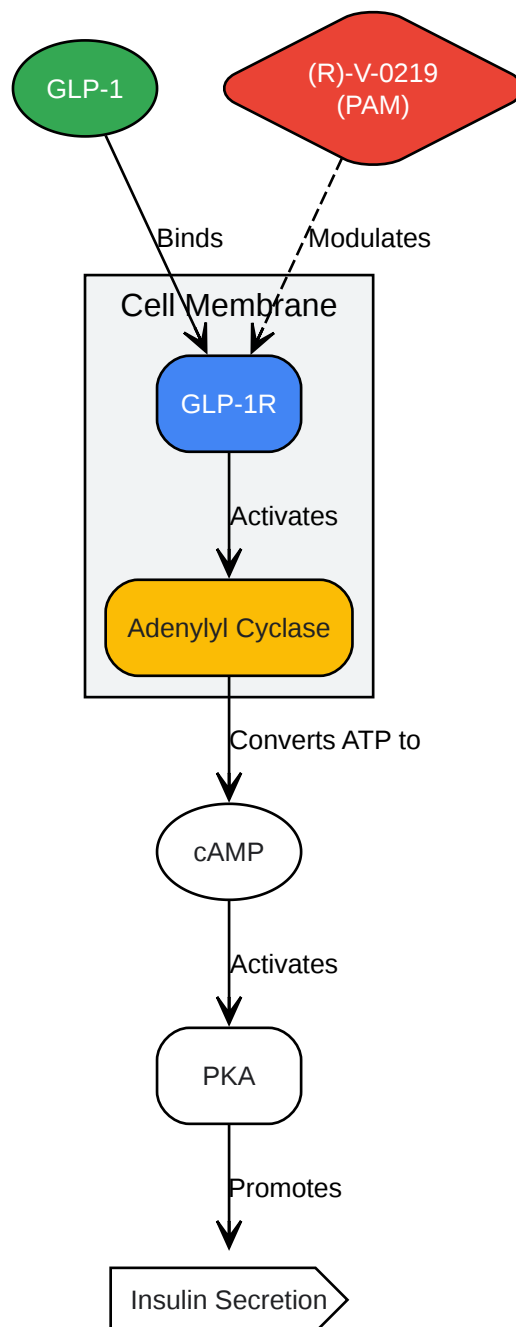 GLP-1
(R)-V-0219
(PAM)
Binds
Modulates
Cell Membrane
GLP-1R
Activates
Adenylyl Cyclase
Converts ATP to
cAMP
Activates
PKA
Promotes
Insulin Secretion